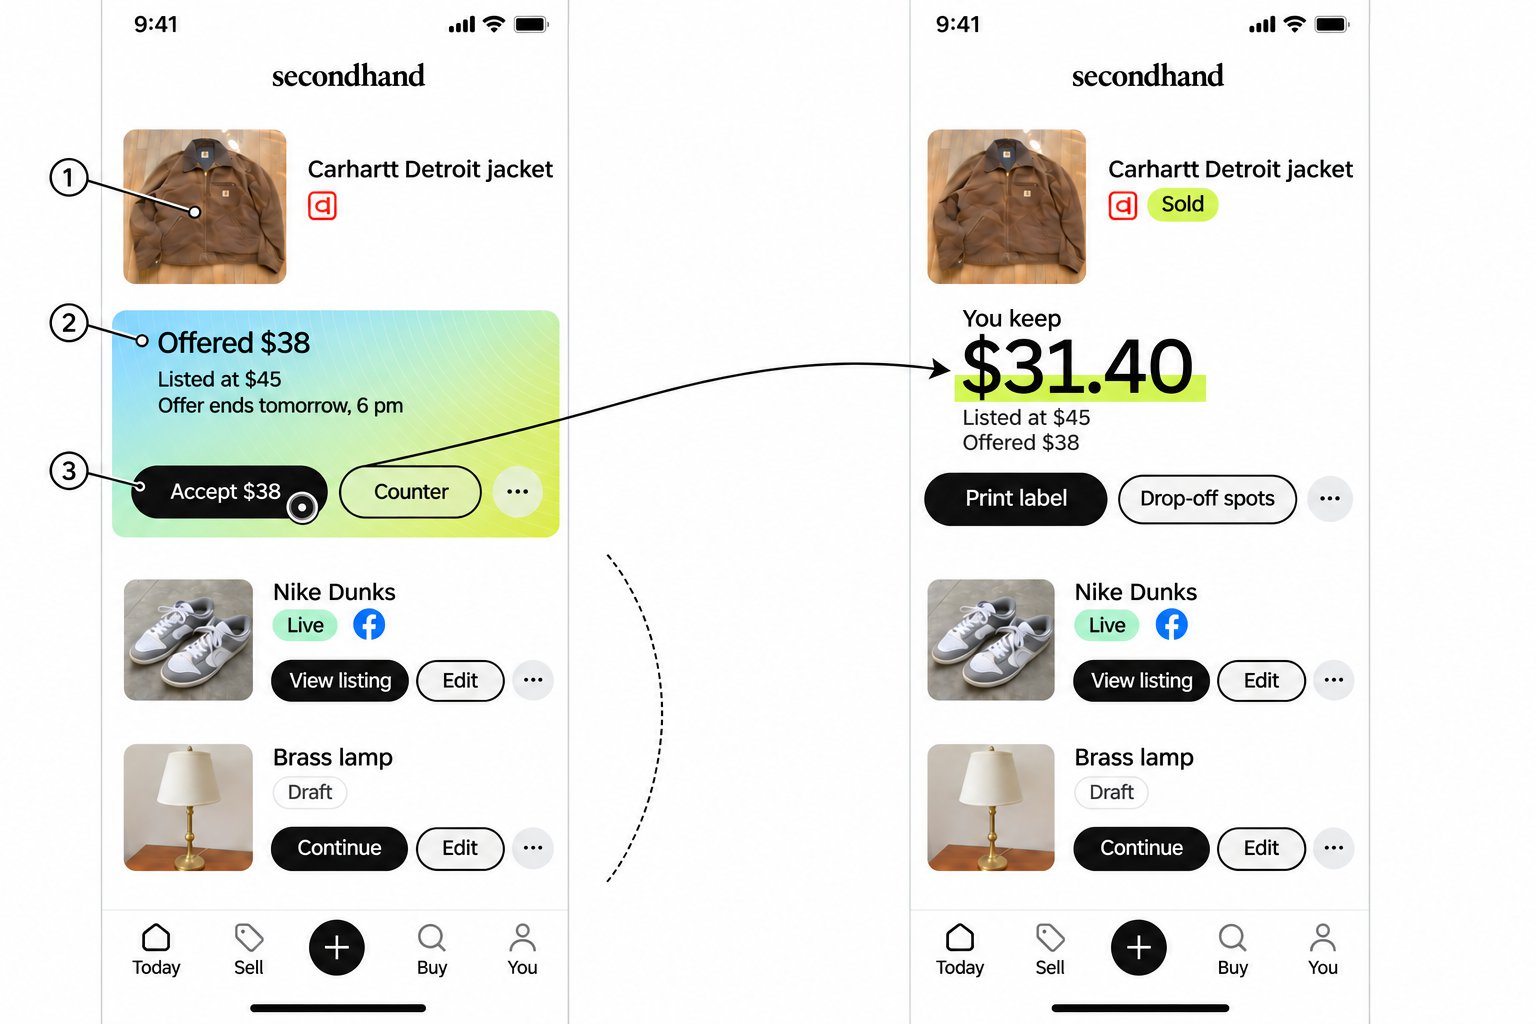 9:41
secondhand
1
Carhartt Detroit jacket
2
Offered $38
Listed at $45
Offer ends tomorrow, 6 pm
3
Accept $38
Counter
Nike Dunks
Live
View listing
Edit
Brass lamp
Draft
Continue
Edit
Today
Sell
Buy
You
9:41
secondhand
Carhartt Detroit jacket
Sold
You keep
$31.40
Listed at $45
Offered $38
Print label
Drop-off spots
Nike Dunks
Live
View listing
Edit
Brass lamp
Draft
Continue
Edit
Today
Sell
Buy
You